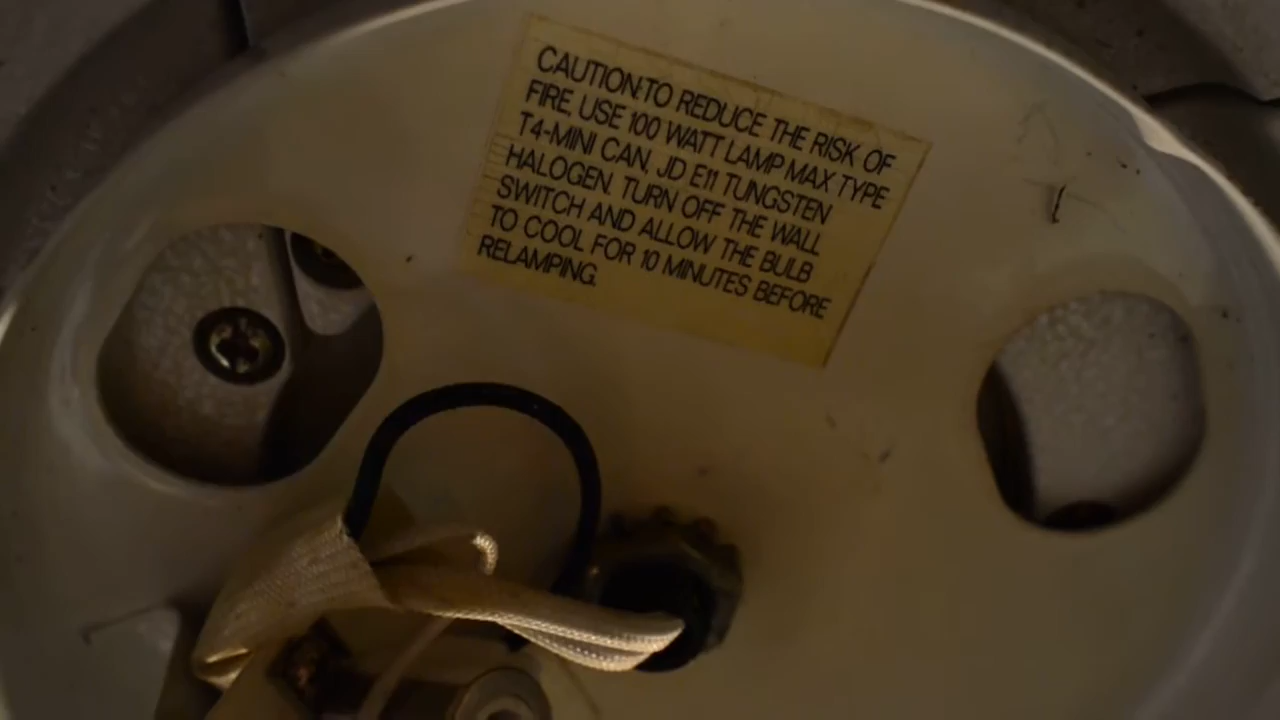 CAUTION:TO REDUCE THE RISK OF
FIRE, USE 100 WATT LAMP MAX TYPE
T4-MINI CAN, JD E11 TUNGSTEN
HALOGEN. TURN OFF THE WALL
SWITCH AND ALLOW THE BULB
TO COOL FOR 10 MINUTES BEFORE
RELAMPING.